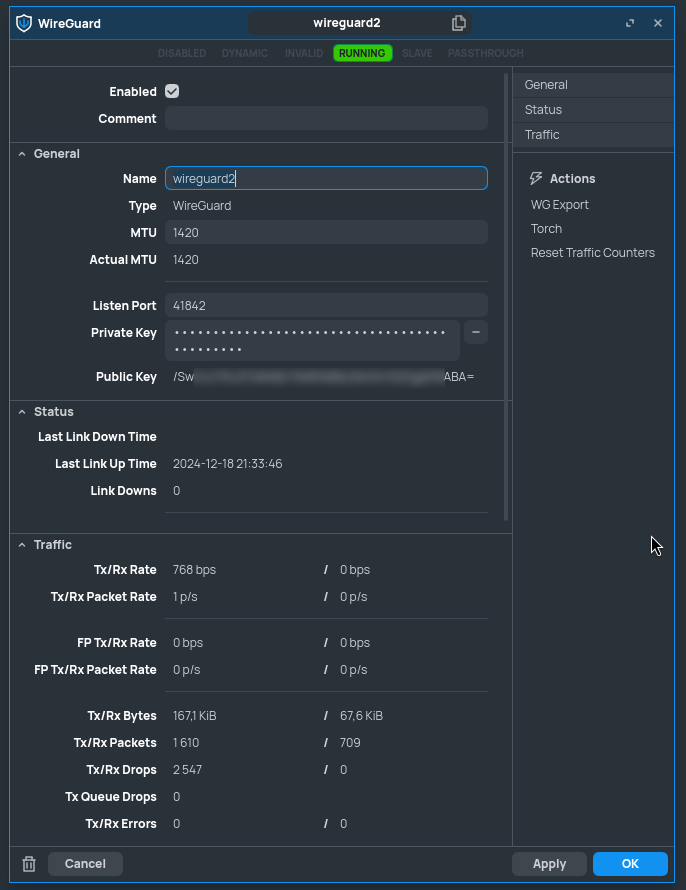 WireGuard
wireguard2
DISABLED DYNAMIC INVALID RUNNING SLAVE PASSTHROUGH
Enabled
Comment
General
Name wireguard2
Type WireGuard
MTU 1420
Actual MTU 1420
Listen Port 41842
Private Key •••••••••••••••••••••••••••••••••••
•••••••••
Public Key /Sw ABA=
Status
Last Link Down Time
Last Link Up Time 2024-12-18 21:33:46
Link Downs 0
Traffic
Tx/Rx Rate 768 bps / 0 bps
Tx/Rx Packet Rate 1 p/s / 0 p/s
FP Tx/Rx Rate 0 bps / 0 bps
FP Tx/Rx Packet Rate 0 p/s / 0 p/s
Tx/Rx Bytes 167,1 KiB / 67,6 KiB
Tx/Rx Packets 1 610 / 709
Tx/Rx Drops 2 547 / 0
Tx Queue Drops 0
Tx/Rx Errors 0 / 0
General
Status
Traffic
Actions
WG Export
Torch
Reset Traffic Counters
Cancel
Apply
OK